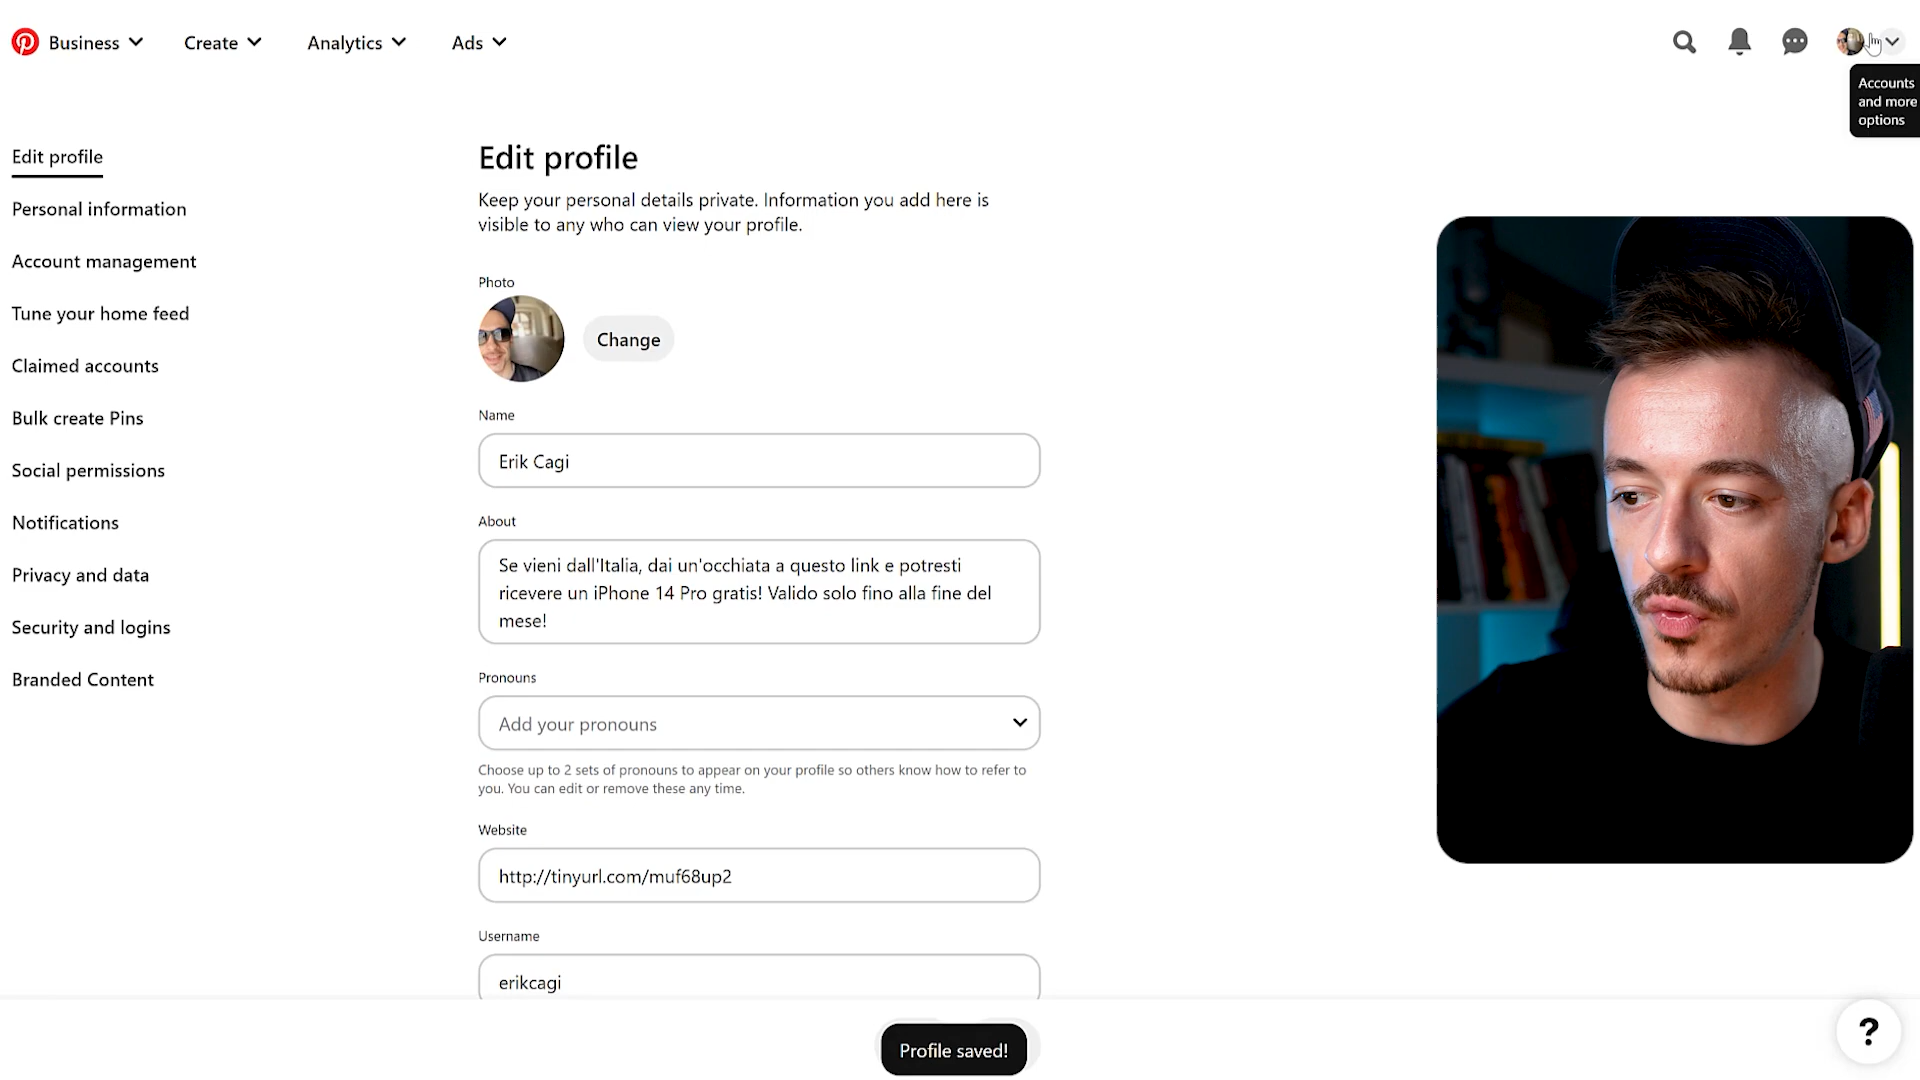 Business
Create
Analytics
Ads
Accounts
and more
options
Edit profile
Personal information
Account management
Tune your home feed
Claimed accounts
Bulk create Pins
Social permissions
Notifications
Privacy and data
Security and logins
Branded Content
Edit profile
Keep your personal details private. Information you add here is
visible to any who can view your profile.
Photo
Change
Name
Erik Cagi
About
Se vieni dall'Italia, dai un'occhiata a questo link e potresti
ricevere un iPhone 14 Pro gratis! Valido solo fino alla fine del
mese!
Pronouns
Add your pronouns
Choose up to 2 sets of pronouns to appear on your profile so others know how to refer to
you. You can edit or remove these any time.
Website
http://tinyurl.com/muf68up2
Username
erikcagi
Profile saved!
?